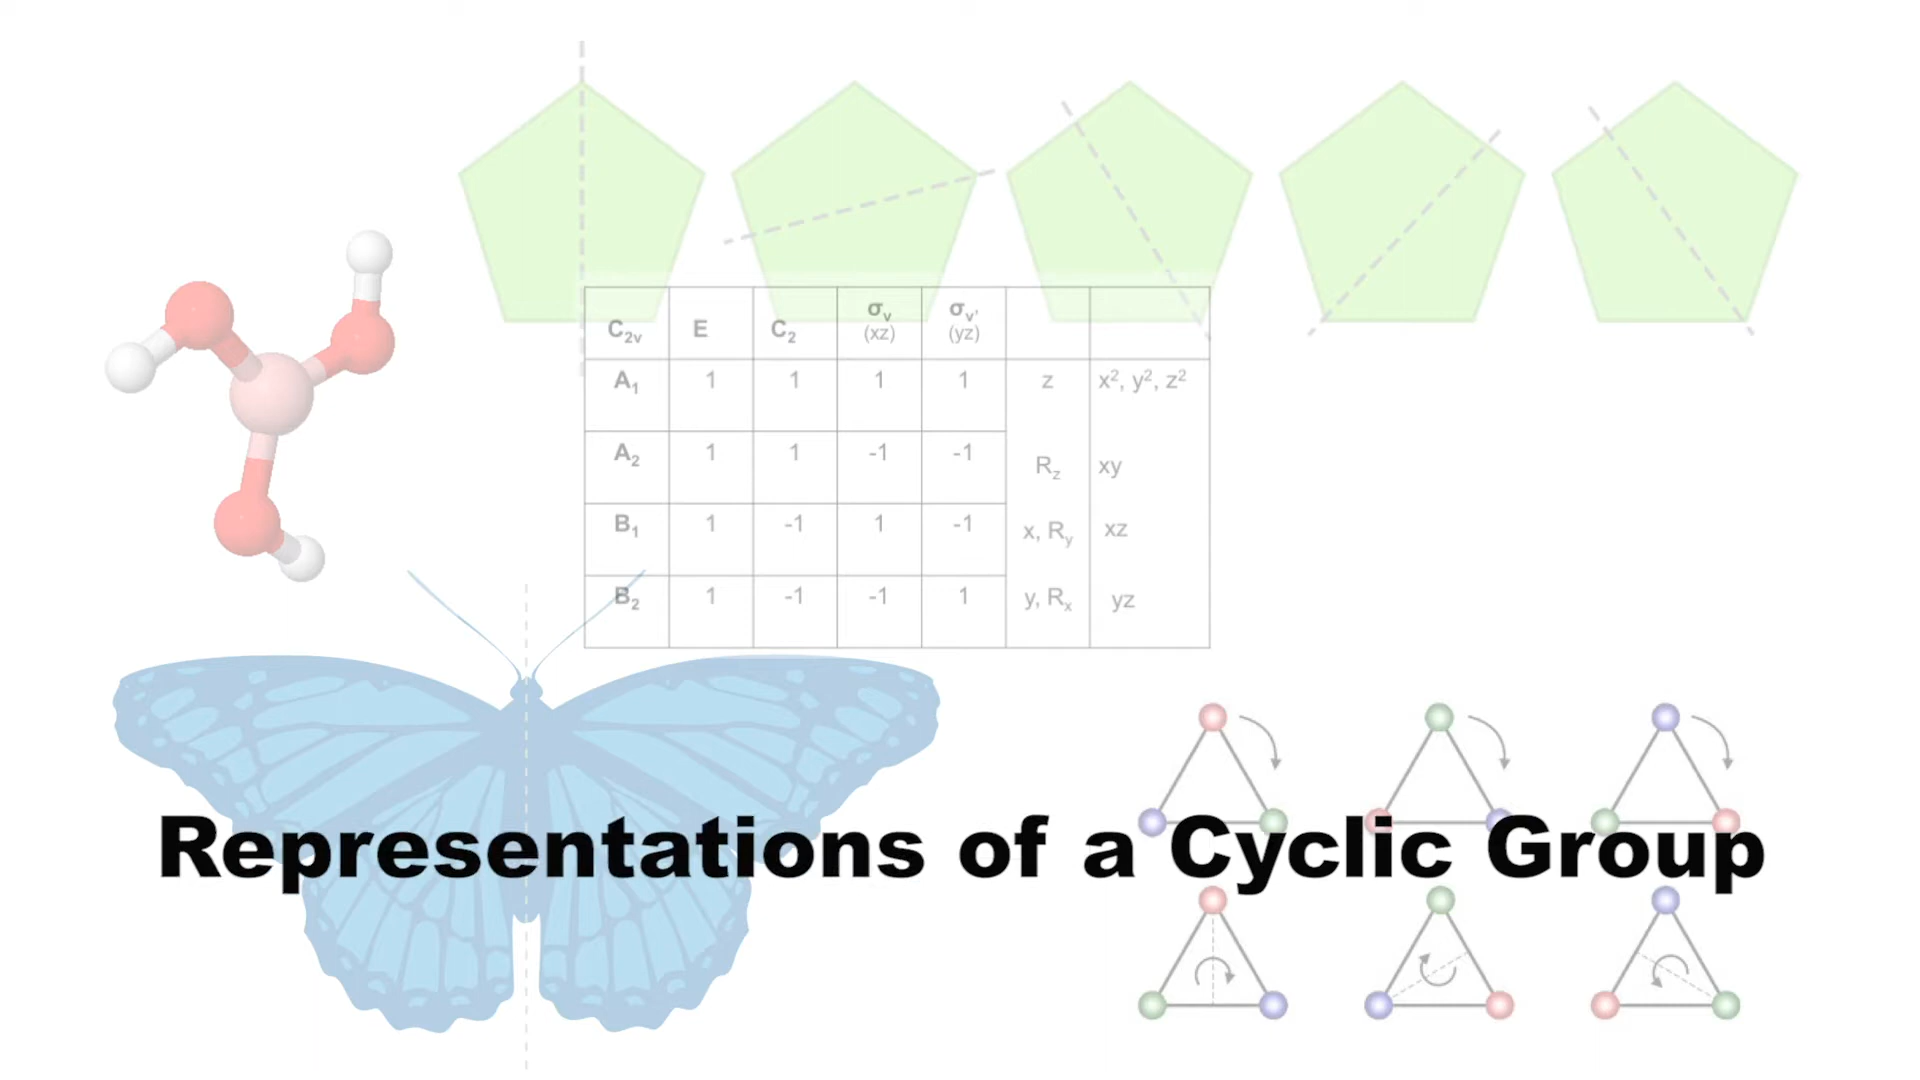 C2v E C2 σv (xz) σv' (yz)
A1 1 1 1 1 z x², y², z²
A2 1 1 -1 -1 Rz xy
B1 1 -1 1 -1 x, Ry xz
B2 1 -1 -1 1 y, Rx yz
Representations of a Cyclic Group